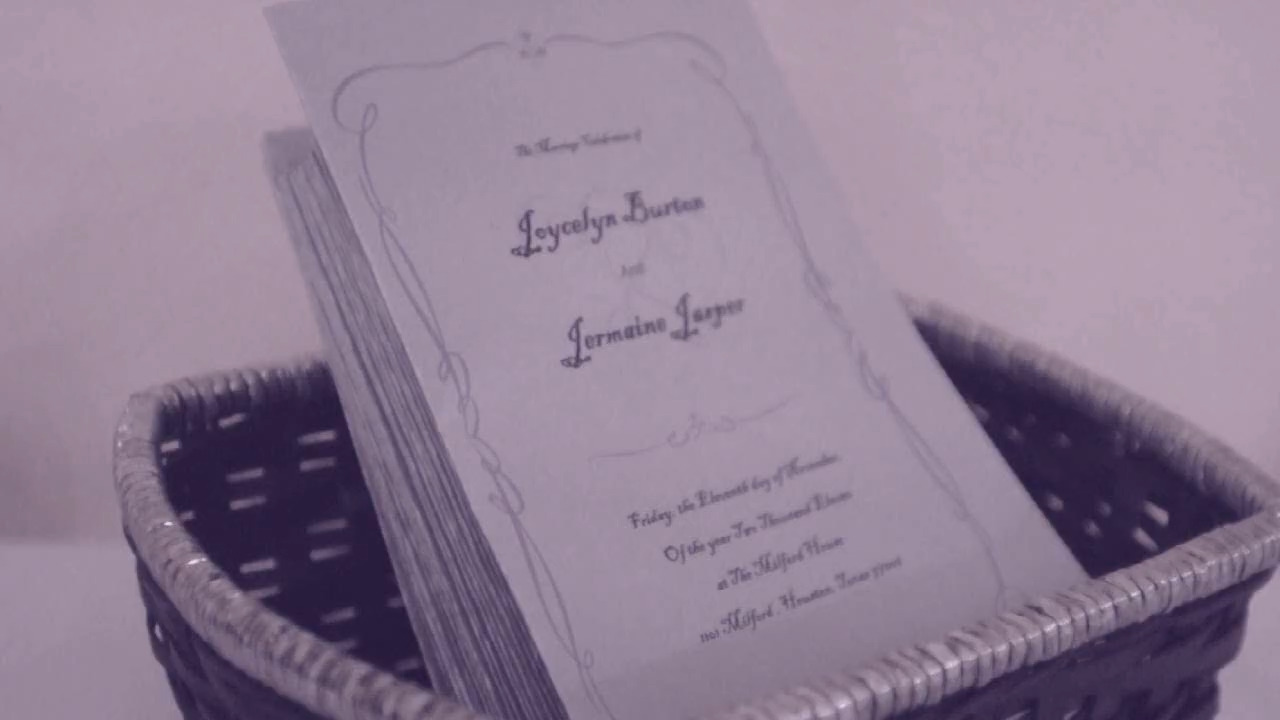 The Marriage Celebration of
Joycelyn Burton
And
Jermaine Jasper
Friday, the Eleventh day of November
Of the year Two Thousand Eleven
at The Milford House
1101 Milford, Houston, Texas 77006